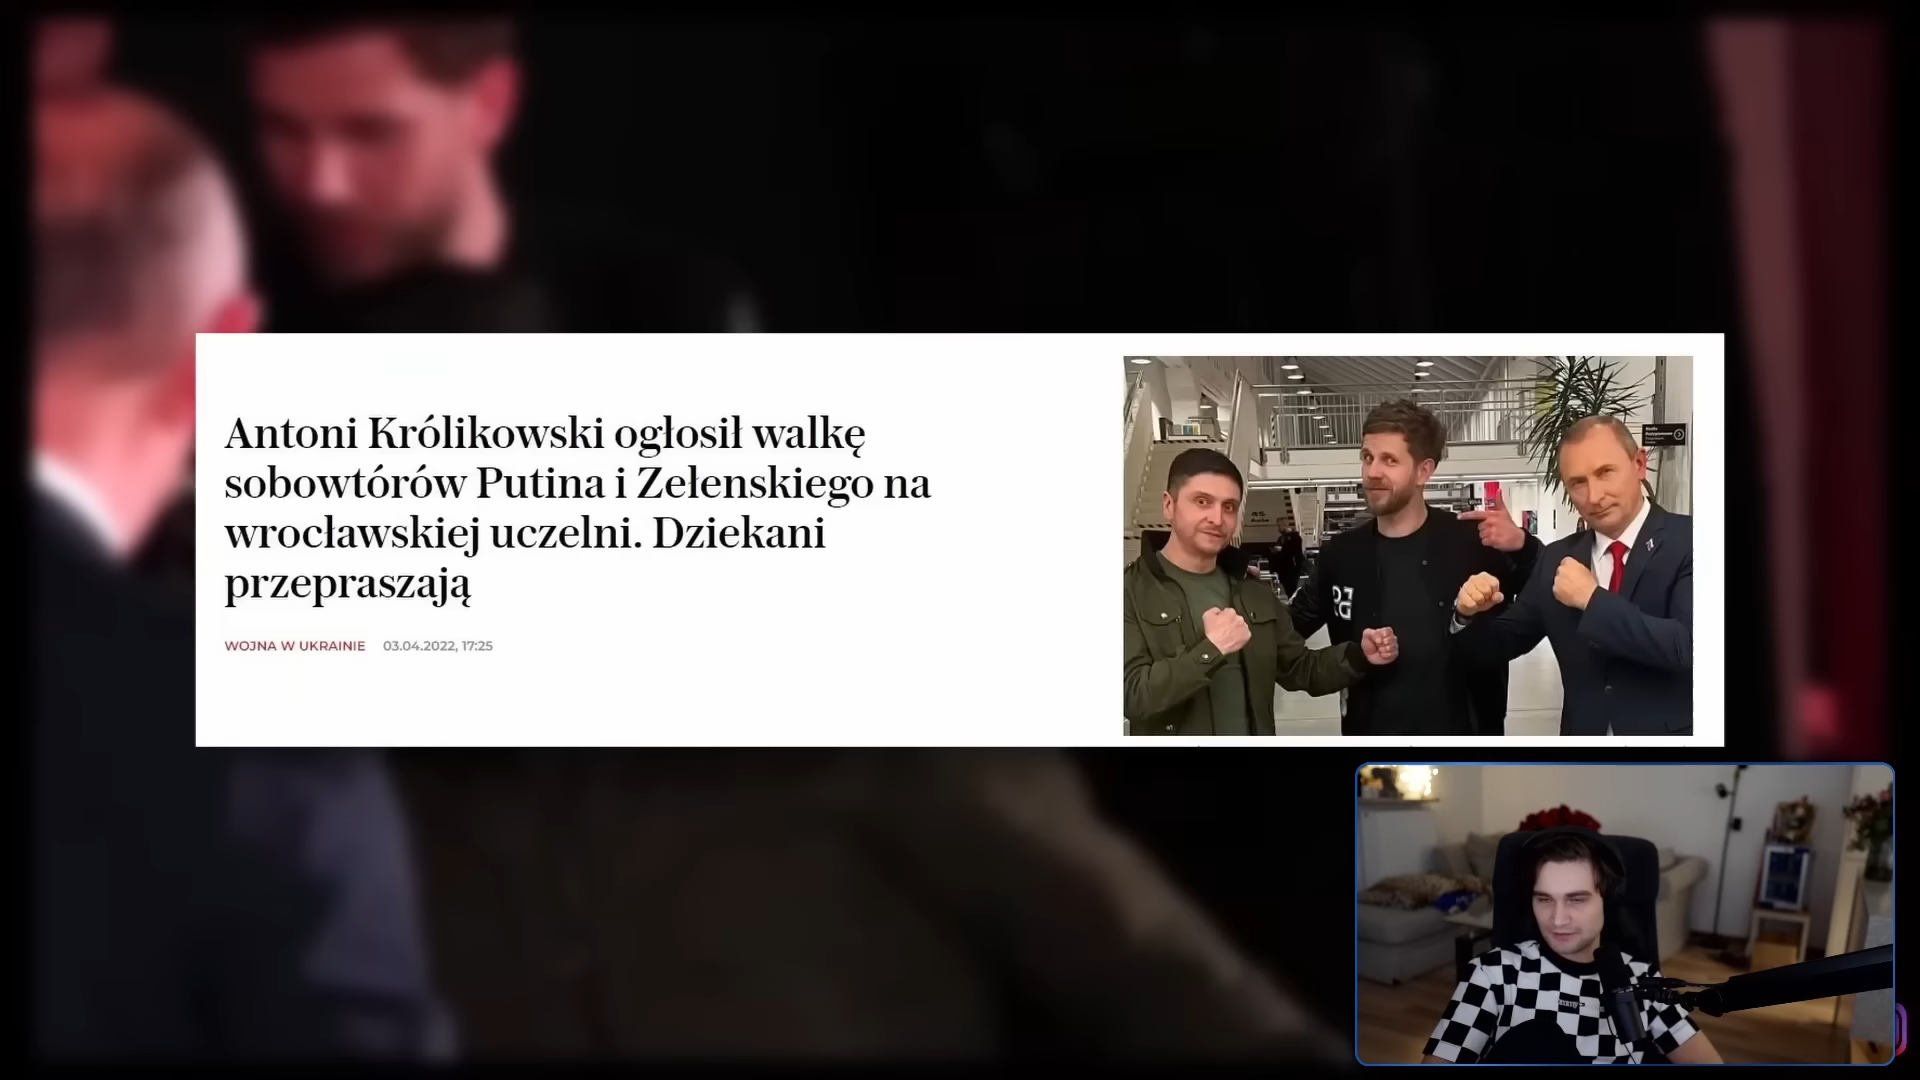 Antoni Królikowski ogłosił walkę
sobowtórów Putina i Zełenskiego na
wrocławskiej uczelni. Dziekani
przepraszają
WOJNA W UKRAINIE 03.04.2022, 17:25